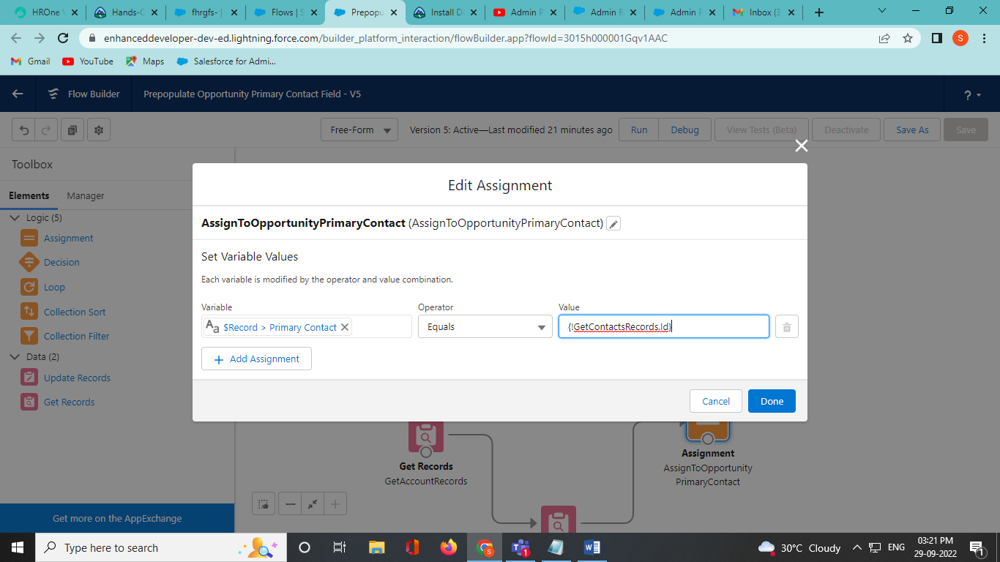 HROne
Hands-C
fhrgfs- |
Flows | S
Prepopu
Install D
Admin P
Admin R
Admin P
Inbox (3
enhanceddeveloper-dev-ed.lightning.force.com/builder_platform_interaction/flowBuilder.app?flowId=3015h000001Gqv1AAC
S
Gmail
YouTube
Maps
Salesforce for Admi...
Flow Builder
Prepopulate Opportunity Primary Contact Field - V5
?
Free-Form
Version 5: Active—Last modified 21 minutes ago
Run
Debug
View Tests (Beta)
Deactivate
Save As
Save
Toolbox
Elements
Manager
Logic (5)
Assignment
Decision
Loop
Collection Sort
Collection Filter
Data (2)
Update Records
Get Records
Get more on the AppExchange
Edit Assignment
AssignToOpportunityPrimaryContact (AssignToOpportunityPrimaryContact)
Set Variable Values
Each variable is modified by the operator and value combination.
Variable
Operator
Value
Aa $Record > Primary Contact
Equals
{!GetContactsRecords.Id}
+ Add Assignment
Cancel
Done
Get Records
GetAccountRecords
Assignment
AssignToOpportunity
PrimaryContact
Type here to search
S
1
30°C Cloudy
ENG
03:21 PM
29-09-2022
1